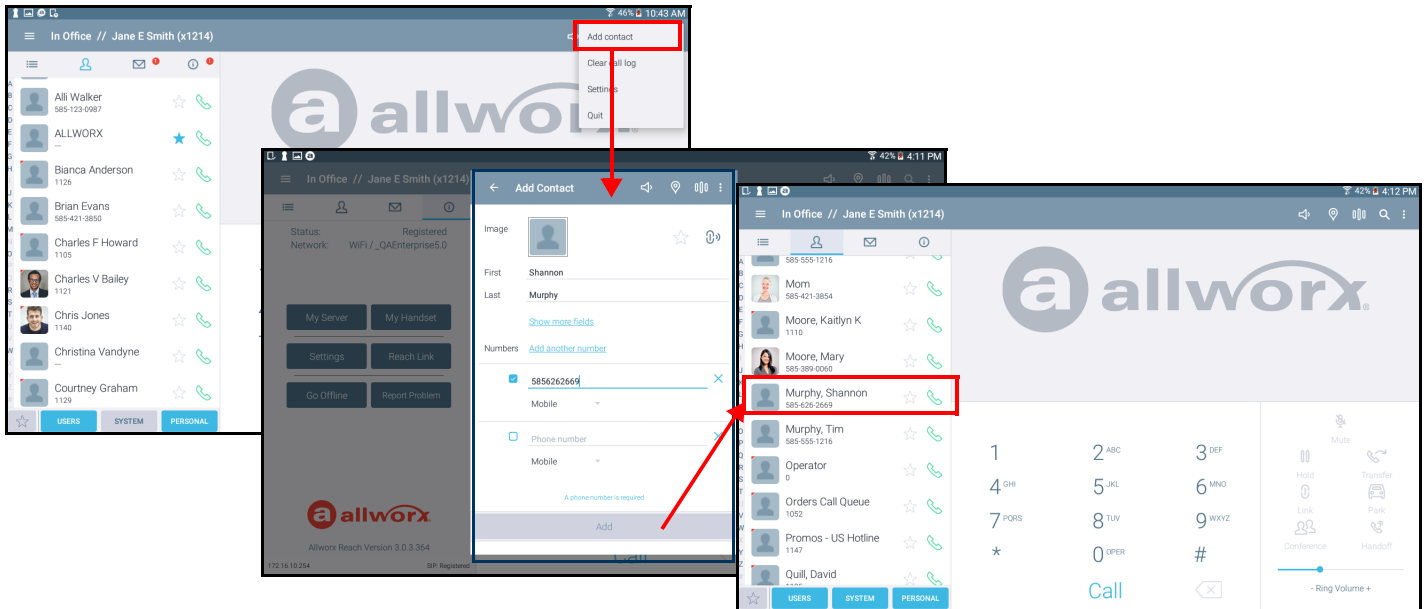 46% 10:43 AM
In Office // Jane E Smith (x1214)
Add contact
Clear call log
Settings
Quit
Alli Walker
585-123-0987
ALLWORX
--
Bianca Anderson
1126
Brian Evans
585-421-3850
Charles F Howard
1105
Charles V Bailey
1121
Chris Jones
1140
Christina Vandyne
--
Courtney Graham
1129
USERS SYSTEM PERSONAL
a allworx
42% 4:11 PM
In Office // Jane E Smith (x1214)
Status: Registered
Network: WiFi / _QAEnterprise5.0
My Server My Handset
Settings Reach Link
Go Offline Report Problem
a allworx
Allworx Reach Version 3.0.3.364
172.16.10.254 SIP: Registered
Add Contact
Image
First Shannon
Last Murphy
Show more fields
Numbers Add another number
5856262669
Mobile
Phone number
Mobile
A phone number is required
Add
Call
42% 4:12 PM
In Office // Jane E Smith (x1214)
585-555-1216
Mom
585-421-3854
Moore, Kaitlyn K
1110
Moore, Mary
585-389-0060
Murphy, Shannon
585-626-2669
Murphy, Tim
585-555-1216
Operator
0
Orders Call Queue
1052
Promos - US Hotline
1147
Quill, David
USERS SYSTEM PERSONAL
a allworx®
1 2 ABC 3 DEF
4 GHI 5 JKL 6 MNO
7 PQRS 8 TUV 9 WXYZ
* 0 OPER #
Call
Mute
Hold Transfer
Link Park
Conference Handoff
- Ring Volume +